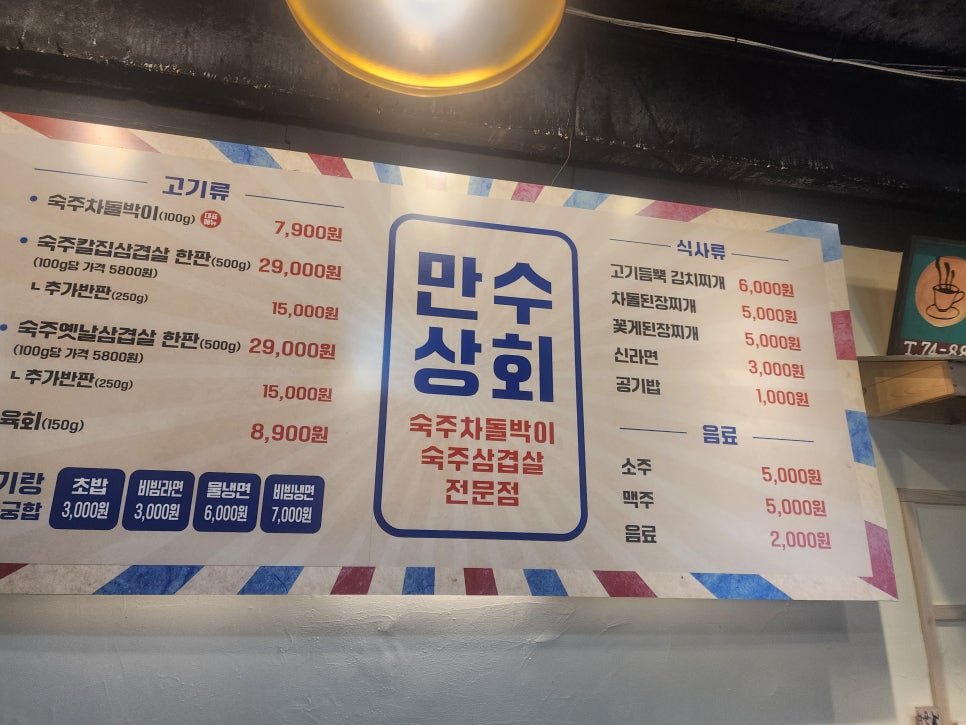 고기류
• 숙주차돌박이(100g) 대표메뉴 7,900원
• 숙주칼집삼겹살 한판(500g) 29,000원
(100g당 가격 5800원)
ㄴ추가반판(250g) 15,000원
• 숙주옛날삼겹살 한판(500g) 29,000원
(100g당 가격 5800원)
ㄴ추가반판(250g) 15,000원
육회(150g) 8,900원
기랑
궁합
초밥 3,000원
비빔라면 3,000원
물냉면 6,000원
비빔냉면 7,000원
만수
상회
숙주차돌박이
숙주삼겹살
전문점
식사류
고기듬뿍 김치찌개 6,000원
차돌된장찌개 5,000원
꽃게된장찌개 5,000원
신라면 3,000원
공기밥 1,000원
음료
소주 5,000원
맥주 5,000원
음료 2,000원